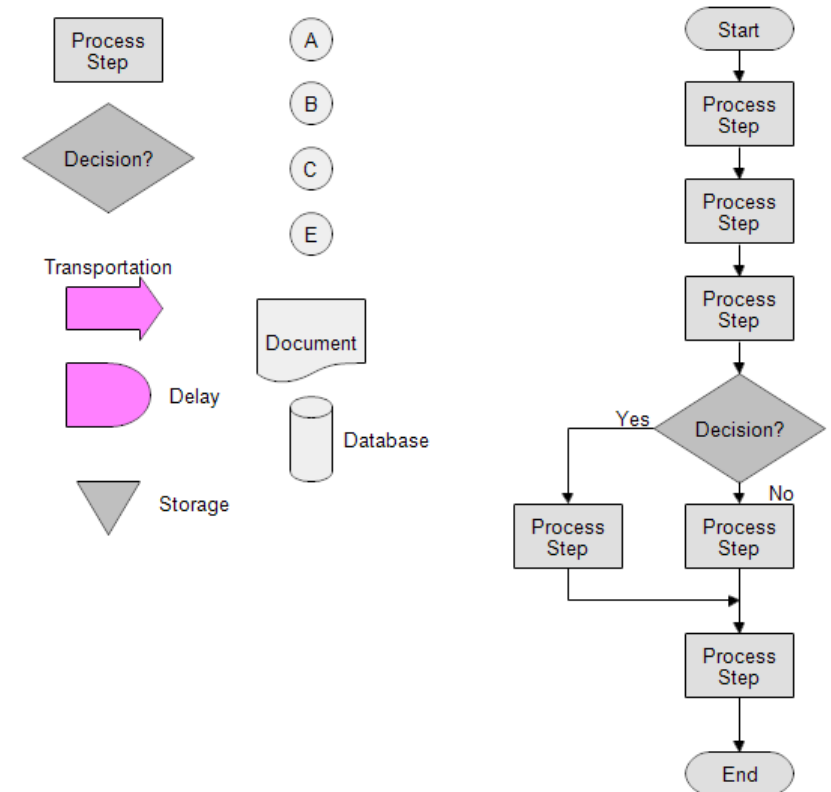 Process
Step
Decision?
Transportation
Delay
Storage
A
B
C
E
Document
Database
Start
Process
Step
Process
Step
Process
Step
Decision?
Yes
No
Process
Step
Process
Step
Process
Step
End